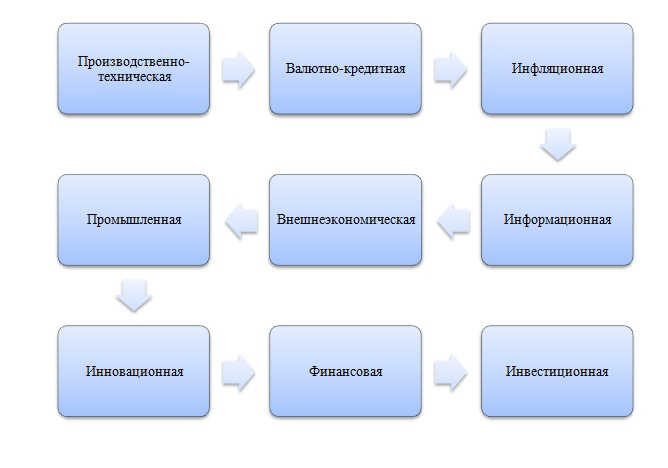 Производственно-
техническая
Валютно-кредитная
Инфляционная
Информационная
Внешнеэкономическая
Промышленная
Инновационная
Финансовая
Инвестиционная